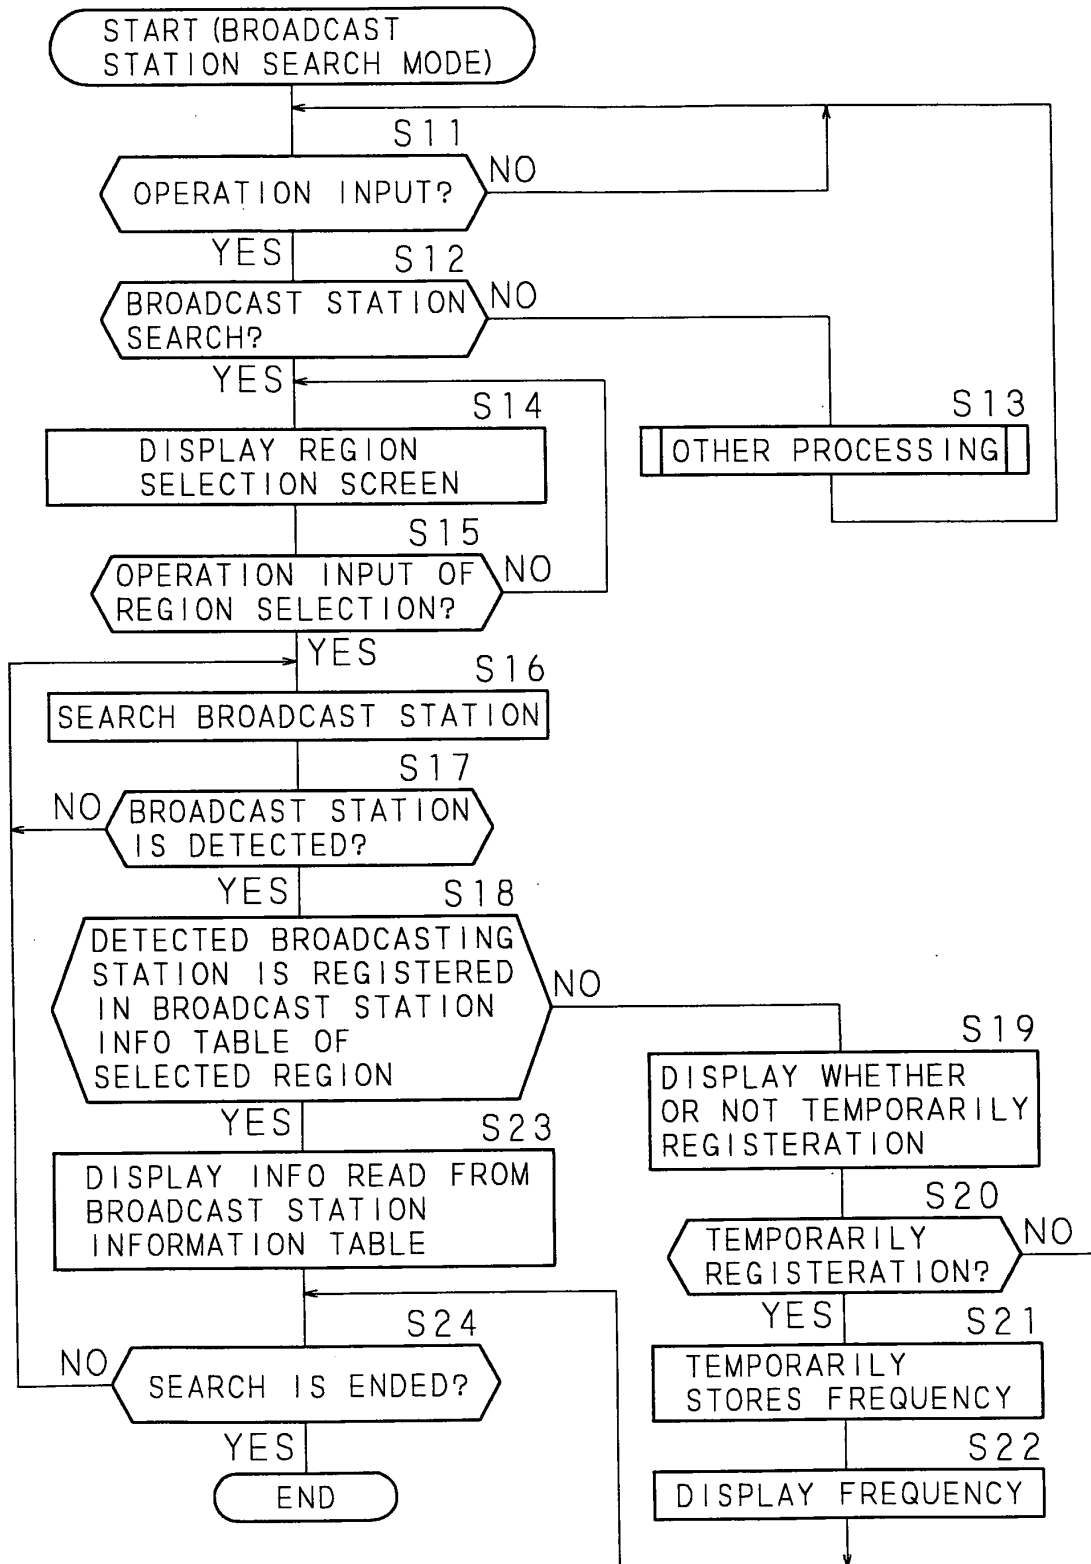 START (BROADCAST
STATION SEARCH MODE)
S11
OPERATION INPUT?
NO
YES
S12
BROADCAST STATION
SEARCH?
NO
YES
S13
OTHER PROCESSING
S14
DISPLAY REGION
SELECTION SCREEN
S15
OPERATION INPUT OF
REGION SELECTION?
NO
YES
S16
SEARCH BROADCAST STATION
S17
NO
BROADCAST STATION
IS DETECTED?
YES
S18
DETECTED BROADCASTING
STATION IS REGISTERED
IN BROADCAST STATION
INFO TABLE OF
SELECTED REGION
NO
YES
S19
DISPLAY WHETHER
OR NOT TEMPORARILY
REGISTERATION
S20
TEMPORARILY
REGISTERATION?
NO
YES
S21
TEMPORARILY
STORES FREQUENCY
S22
DISPLAY FREQUENCY
S23
DISPLAY INFO READ FROM
BROADCAST STATION
INFORMATION TABLE
S24
NO
SEARCH IS ENDED?
YES
END